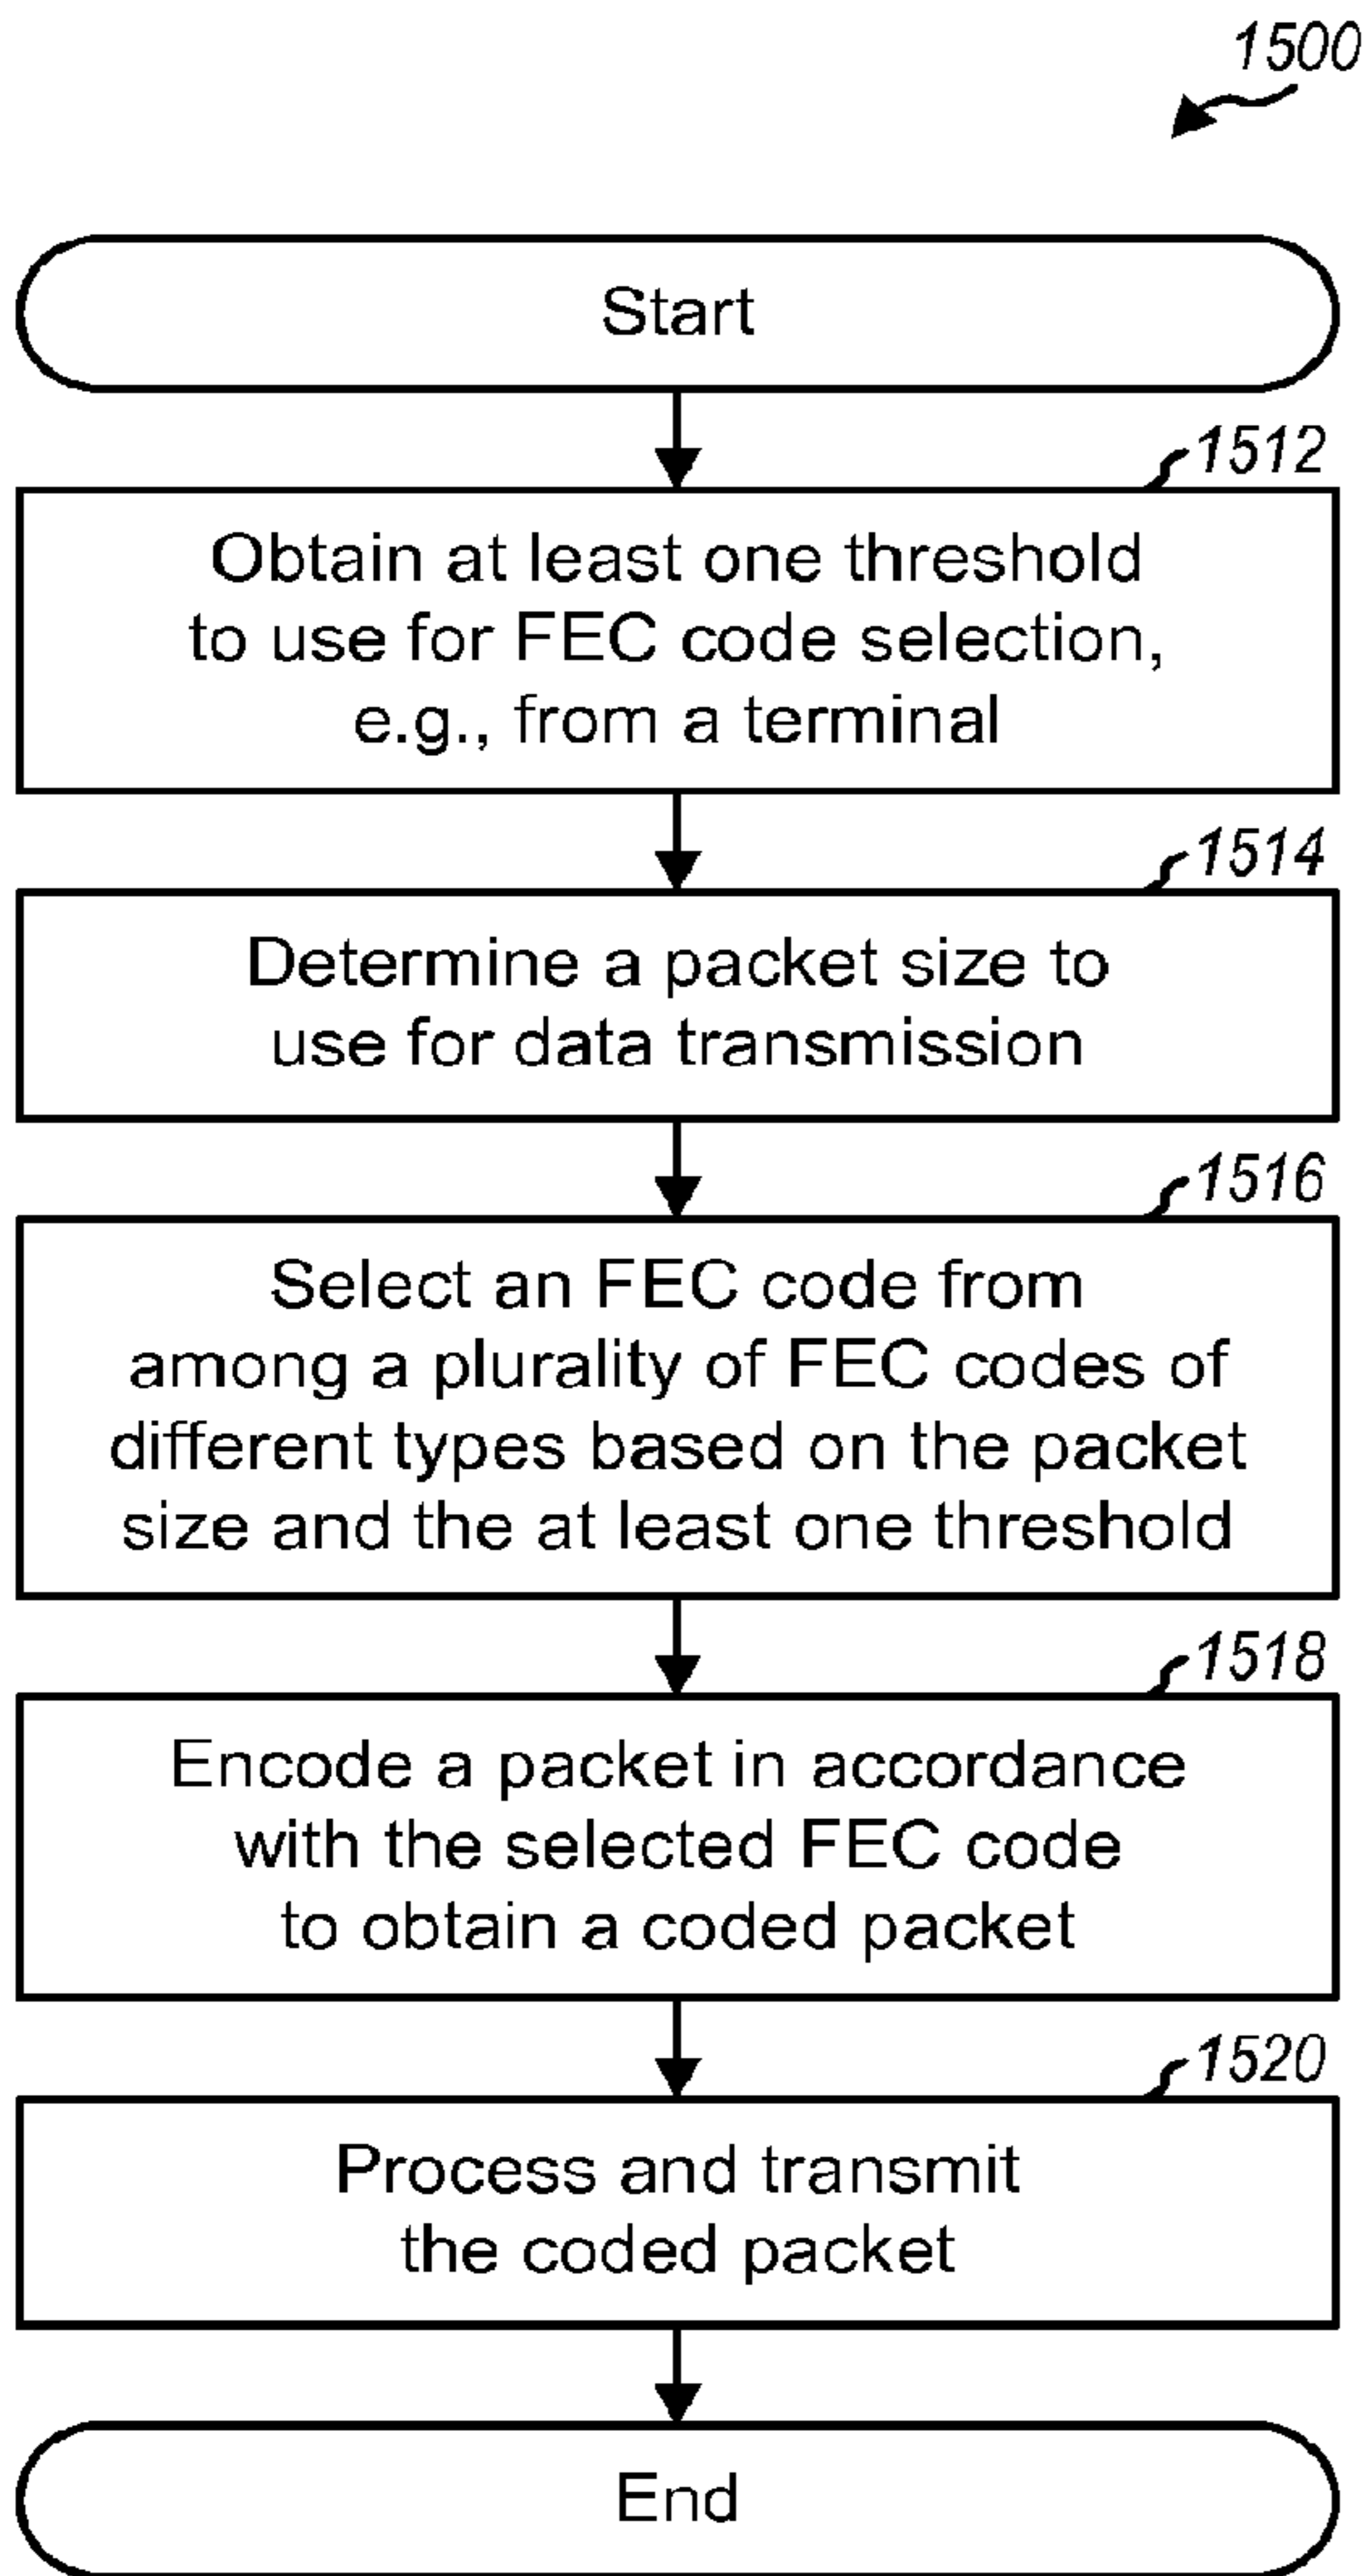 1500
Start
1512
Obtain at least one threshold
to use for FEC code selection,
e.g., from a terminal
1514
Determine a packet size to
use for data transmission
1516
Select an FEC code from
among a plurality of FEC codes of
different types based on the packet
size and the at least one threshold
1518
Encode a packet in accordance
with the selected FEC code
to obtain a coded packet
1520
Process and transmit
the coded packet
End